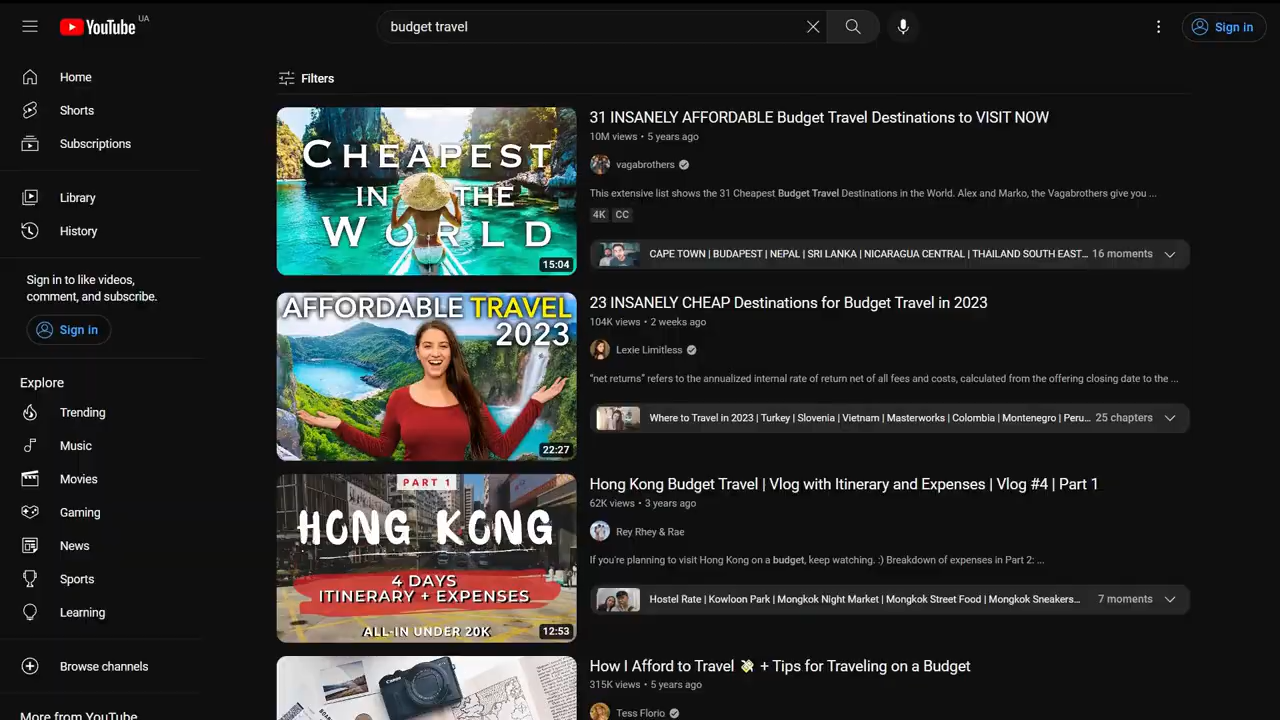 YouTube UA
budget travel
Sign in
Home
Shorts
Subscriptions
Library
History
Sign in to like videos,
comment, and subscribe.
Sign in
Explore
Trending
Music
Movies
Gaming
News
Sports
Learning
Browse channels
More from YouTube
Filters
CHEAPEST
IN THE
WORLD
15:04
31 INSANELY AFFORDABLE Budget Travel Destinations to VISIT NOW
10M views • 5 years ago
vagabrothers
This extensive list shows the 31 Cheapest Budget Travel Destinations in the World. Alex and Marko, the Vagabrothers give you ...
4K CC
CAPE TOWN | BUDAPEST | NEPAL | SRI LANKA | NICARAGUA CENTRAL | THAILAND SOUTH EAST... 16 moments
AFFORDABLE TRAVEL
2023
22:27
23 INSANELY CHEAP Destinations for Budget Travel in 2023
104K views • 2 weeks ago
Lexie Limitless
“net returns” refers to the annualized internal rate of return net of all fees and costs, calculated from the offering closing date to the ...
Where to Travel in 2023 | Turkey | Slovenia | Vietnam | Masterworks | Colombia | Montenegro | Peru... 25 chapters
PART 1
HONG KONG
4 DAYS
ITINERARY + EXPENSES
ALL-IN UNDER 20K
12:53
Hong Kong Budget Travel | Vlog with Itinerary and Expenses | Vlog #4 | Part 1
62K views • 3 years ago
Rey Rhey & Rae
If you're planning to visit Hong Kong on a budget, keep watching. :) Breakdown of expenses in Part 2: ...
Hostel Rate | Kowloon Park | Mongkok Night Market | Mongkok Street Food | Mongkok Sneakers... 7 moments
Canon
How I Afford to Travel 💸 + Tips for Traveling on a Budget
315K views • 5 years ago
Tess Florio